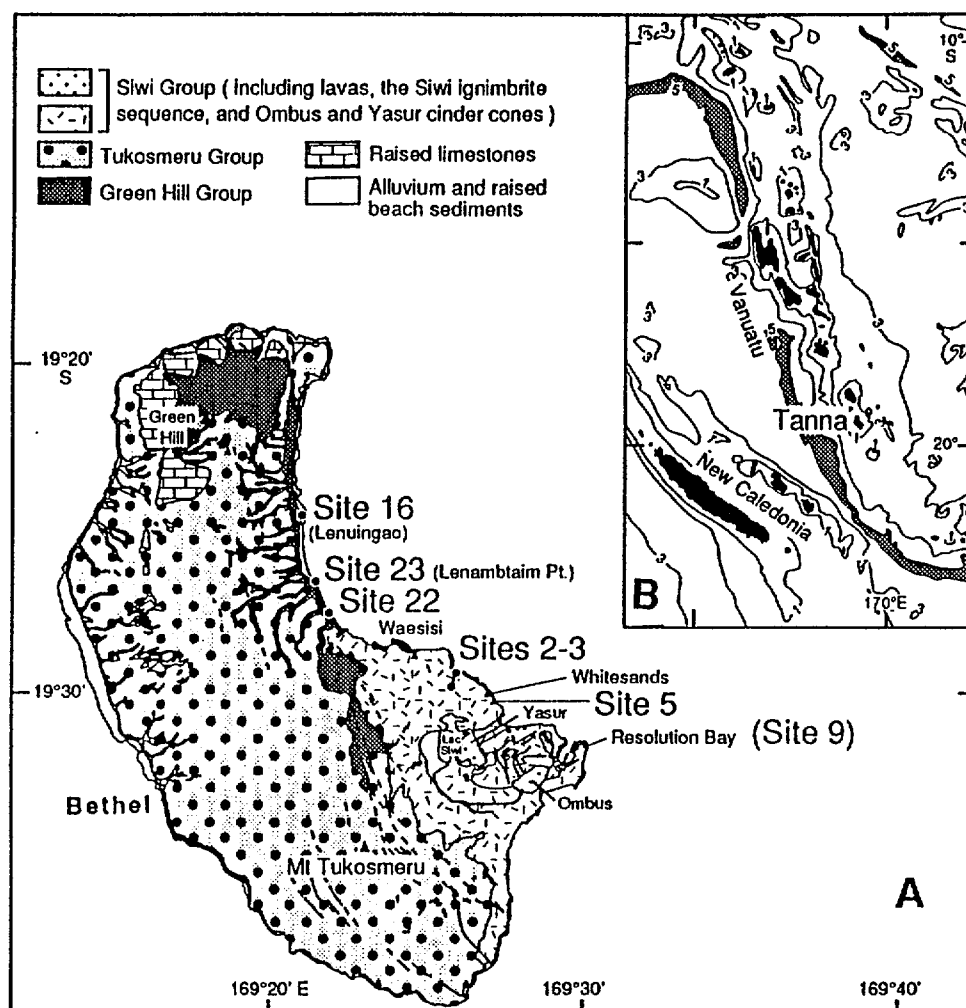 Siwi Group ( Including lavas, the Siwi ignimbrite
sequence, and Ombus and Yasur cinder cones )
Tukosmeru Group
Raised limestones
Green Hill Group
Alluvium and raised
beach sediments
19°20'
S
Green
Hill
Site 16
(Lenuingao)
Site 23 (Lenambtaim Pt.)
Site 22
Waesisi
Sites 2-3
19°30'
Whitesands
Site 5
Yasur
Lac
Siwi
Resolution Bay (Site 9)
Ombus
Bethel
Mt Tukosmeru
A
169°20' E
169°30'
169°40'
10°
S
Vanuatu
Tanna
20°
New Caledonia
B
170°E